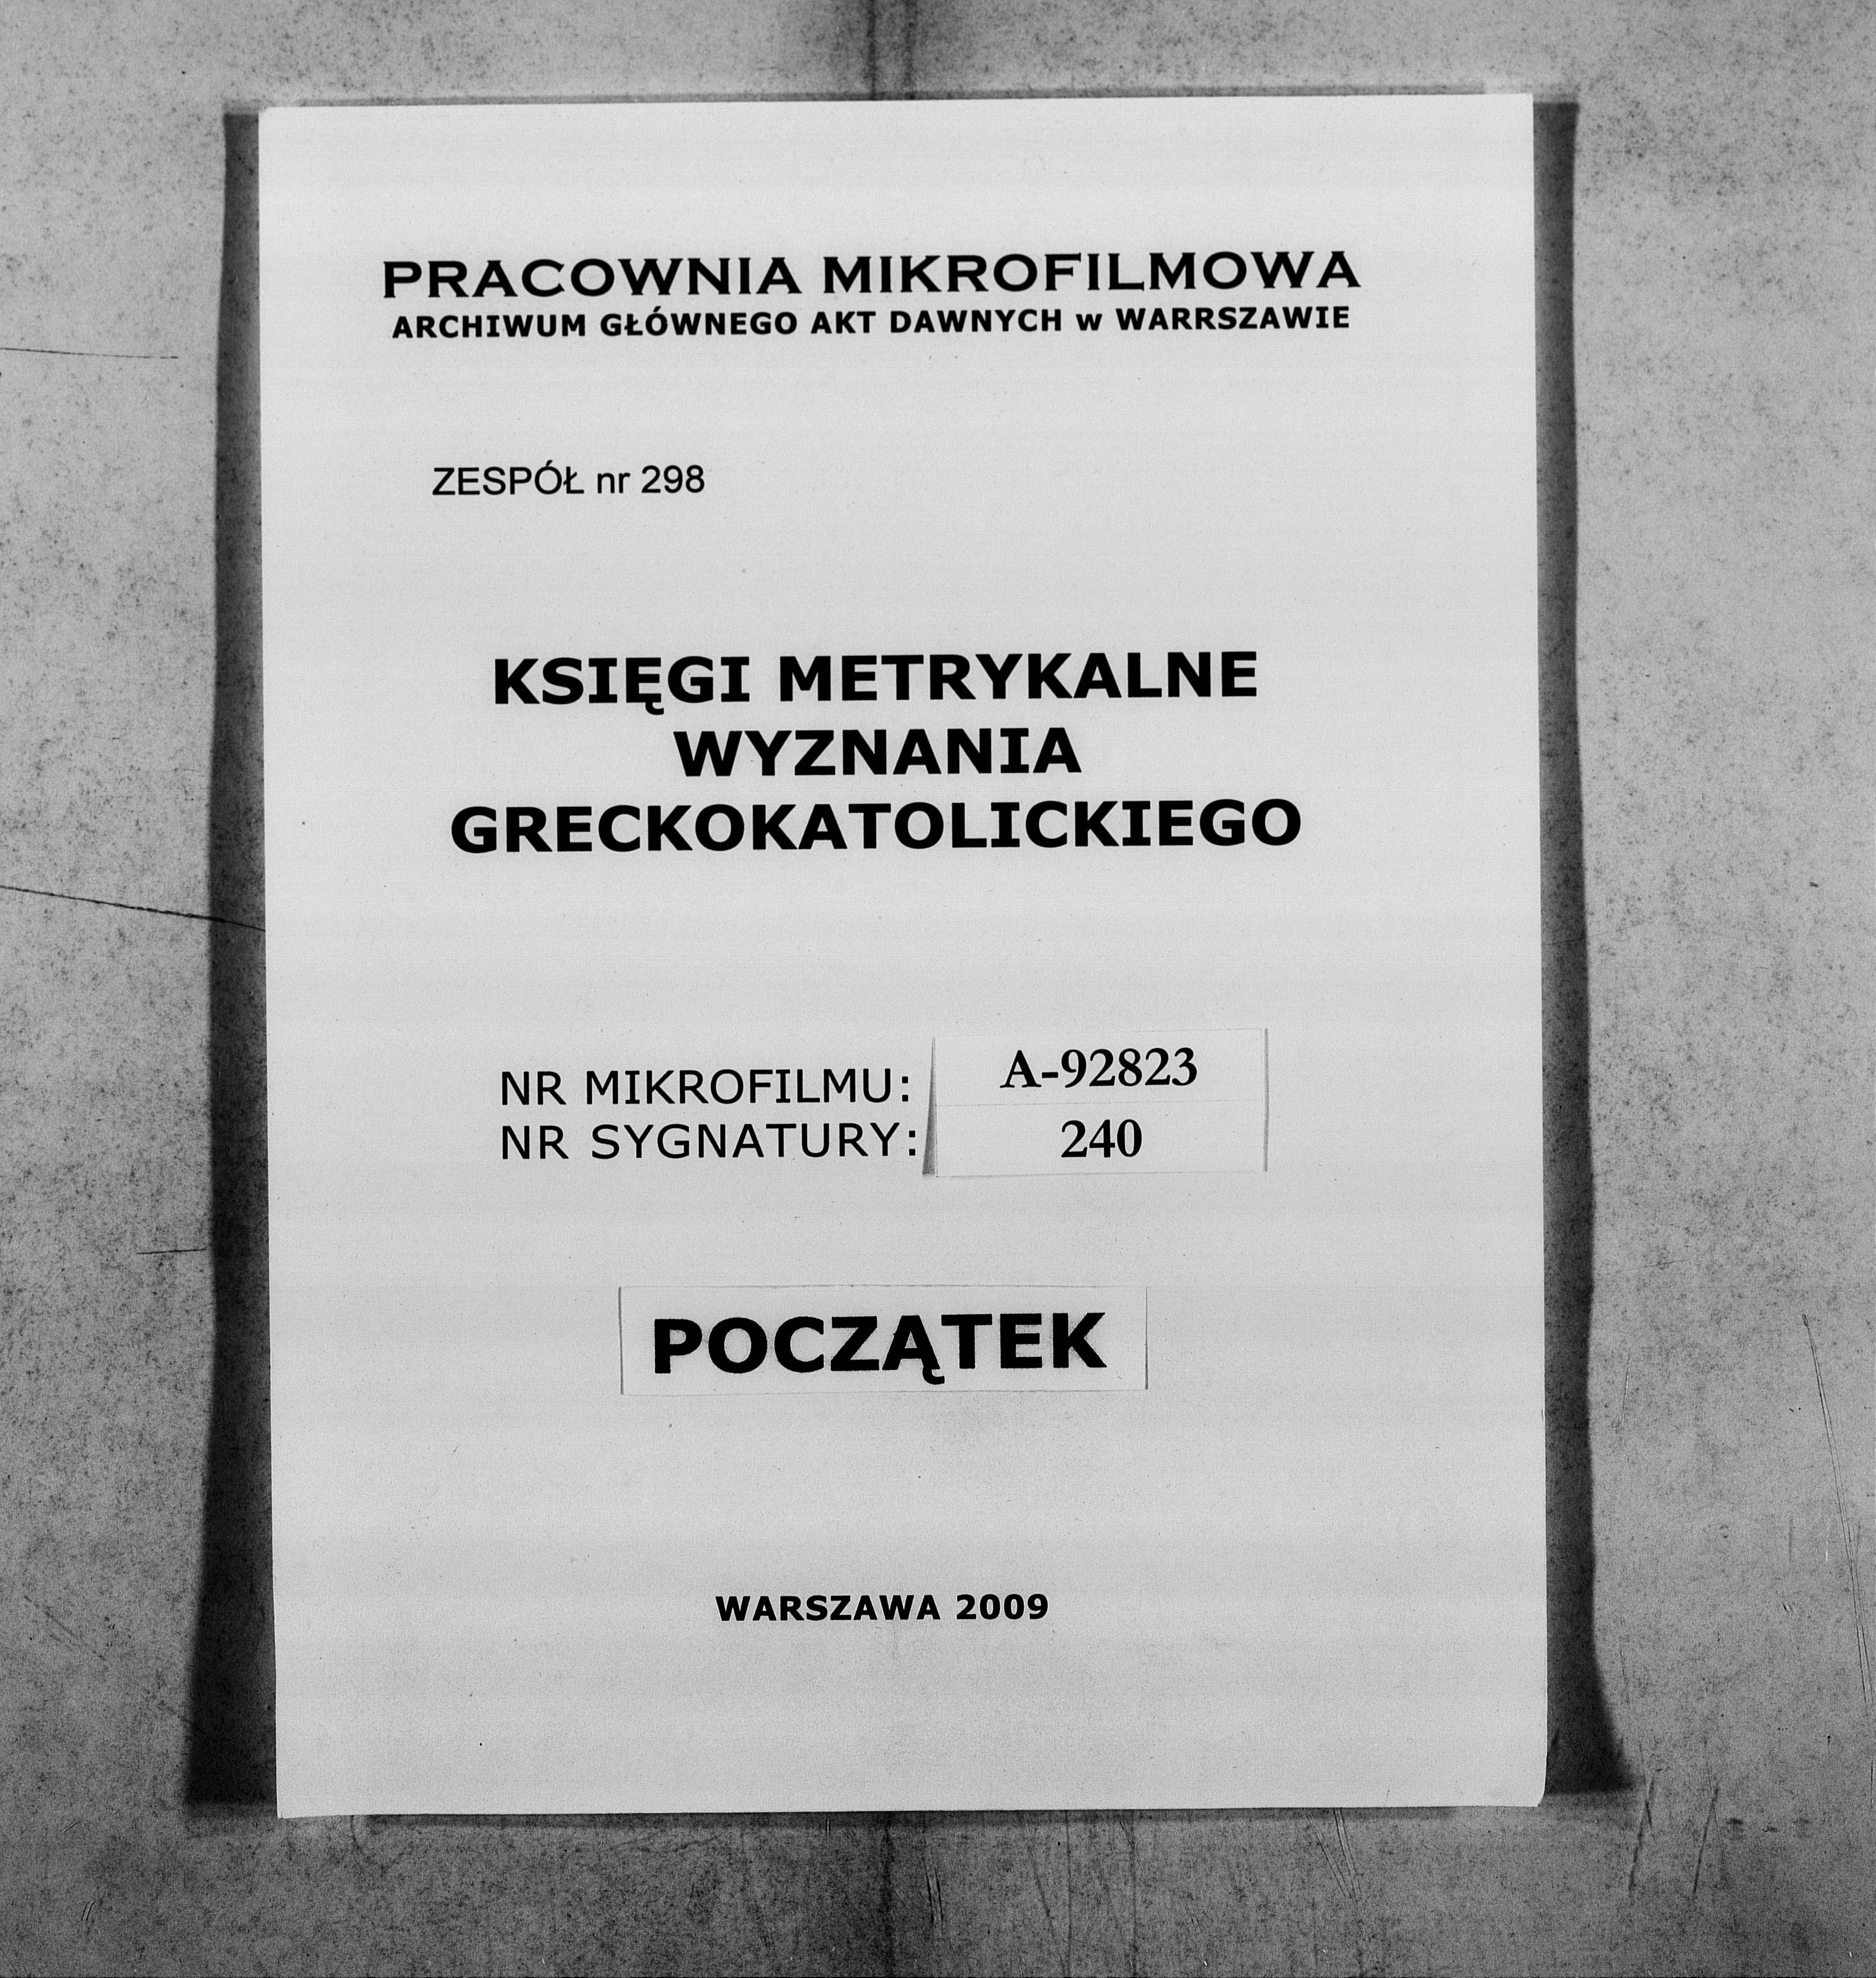 PRACOWNIA MIKROFILMOWA
ARCHIWUM GŁÓWNEGO AKT DAWNYCH w WARRSZAWIE
ZESPÓŁ nr 298
KSIĘGI METRYKALNE
WYZNANIA
GRECKOKATOLICKIEGO
NR MIKROFILMU: A-92823
NR SYGNATURY: 240
POCZĄTEK
WARSZAWA 2009